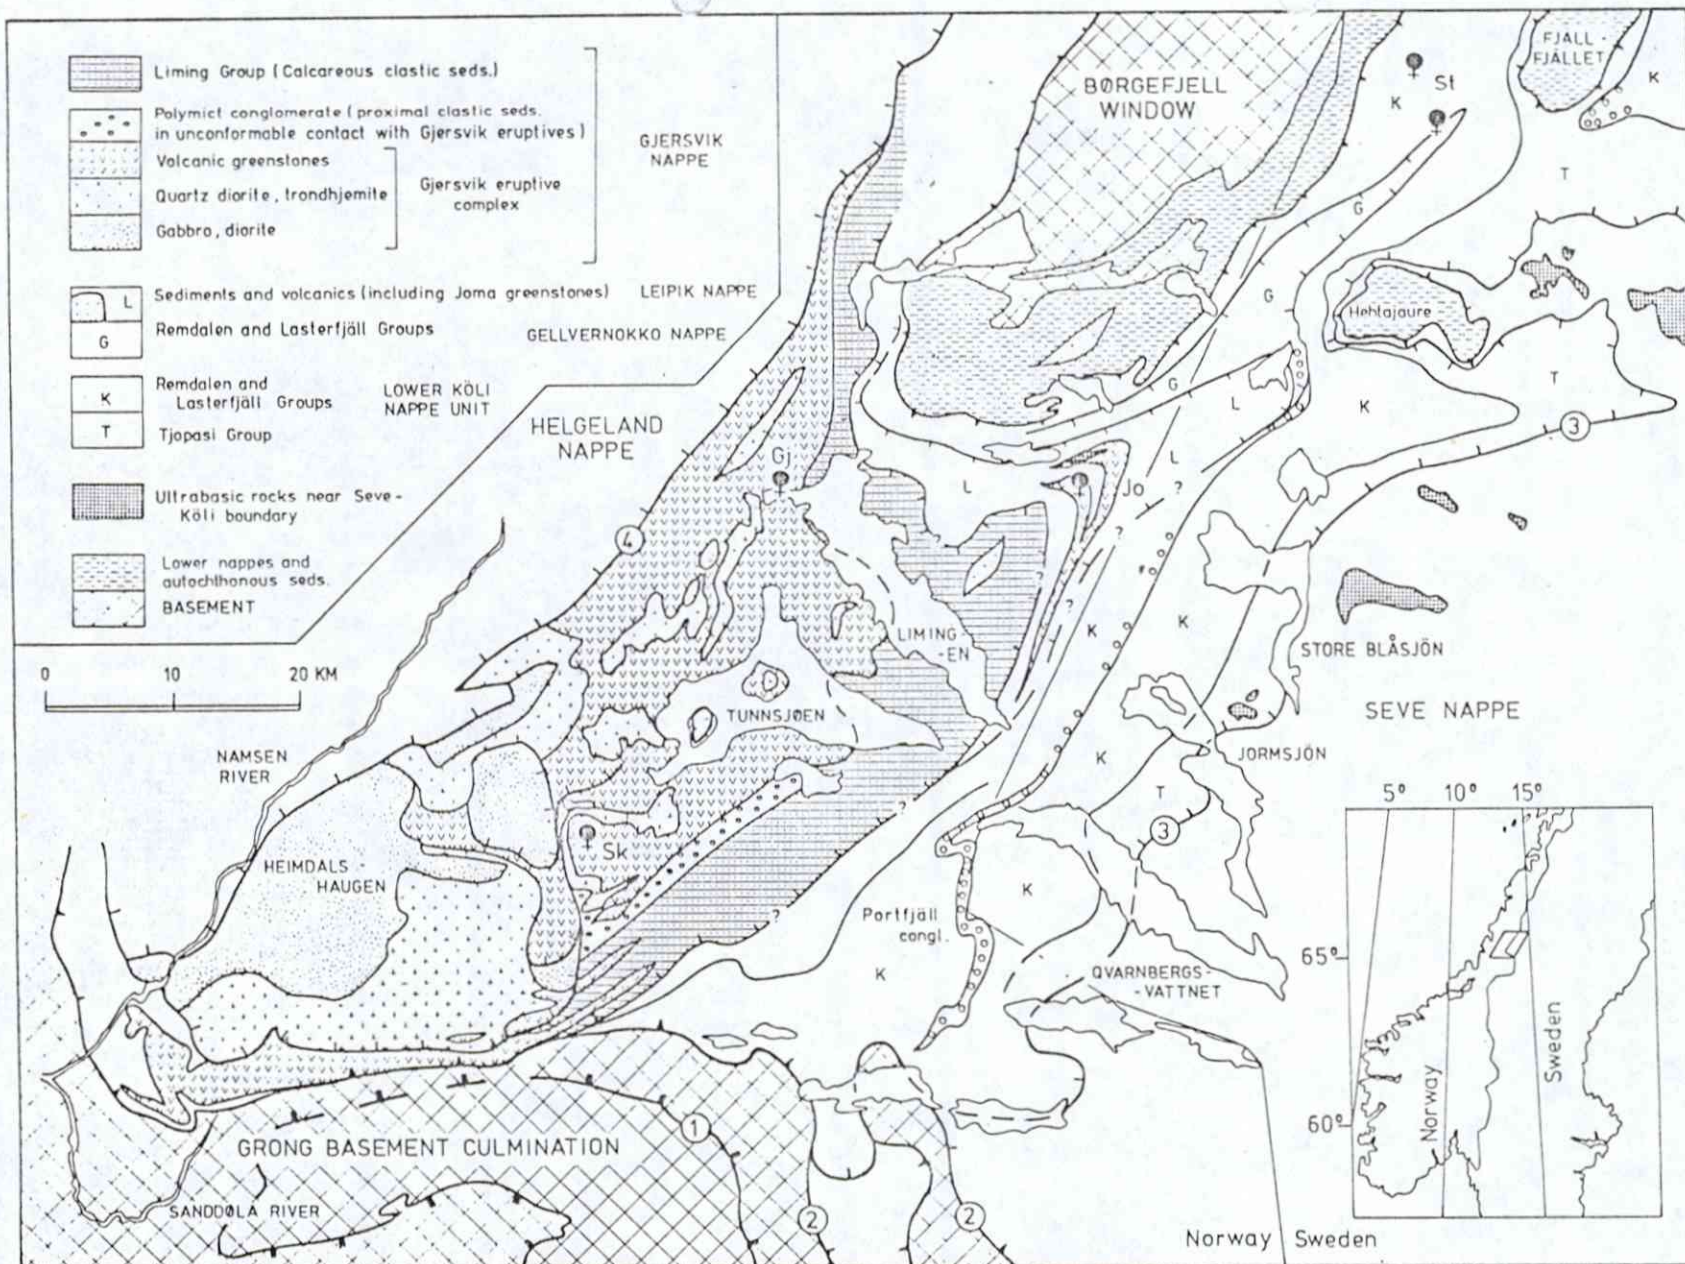 Liming Group (Calcareous clastic seds.)
Polymict conglomerate (proximal clastic seds.
in unconformable contact with Gjersvik eruptives)
Volcanic greenstones
Quartz diorite, trondhjemite
Gabbro, diorite
Gjersvik eruptive
complex
GJERSVIK
NAPPE
L
Sediments and volcanics (including Joma greenstones)
LEIPIK NAPPE
G
Remdalen and Lasterfjäll Groups
GELLVERNOKKO NAPPE
K
Remdalen and
Lasterfjäll Groups
LOWER KÖLI
NAPPE UNIT
T
Tjopasi Group
Ultrabasic rocks near Seve-
Köli boundary
Lower nappes and
autochthonous seds.
BASEMENT
0 10 20 KM
BØRGEFJELL
WINDOW
FJÄLL-
FJÄLLET
K
St
K
T
G
G
Hehtajaure
T
G
L
K
3
HELGELAND
NAPPE
Gj
L
L
?
Jo
4
?
?
?
K
K
LIMING-
-EN
STORE BLÅSJÖN
SEVE NAPPE
TUNNSJØEN
JORMSJÖN
NAMSEN
RIVER
K
T
3
?
Sk
HEIMDALS
HAUGEN
K
?
Portfjäll
congl.
K
QVARNBERGS-
-VATTNET
GRONG BASEMENT CULMINATION
1
SANDDØLA RIVER
2
2
Norway Sweden
5° 10° 15°
65°
60°
Norway
Sweden